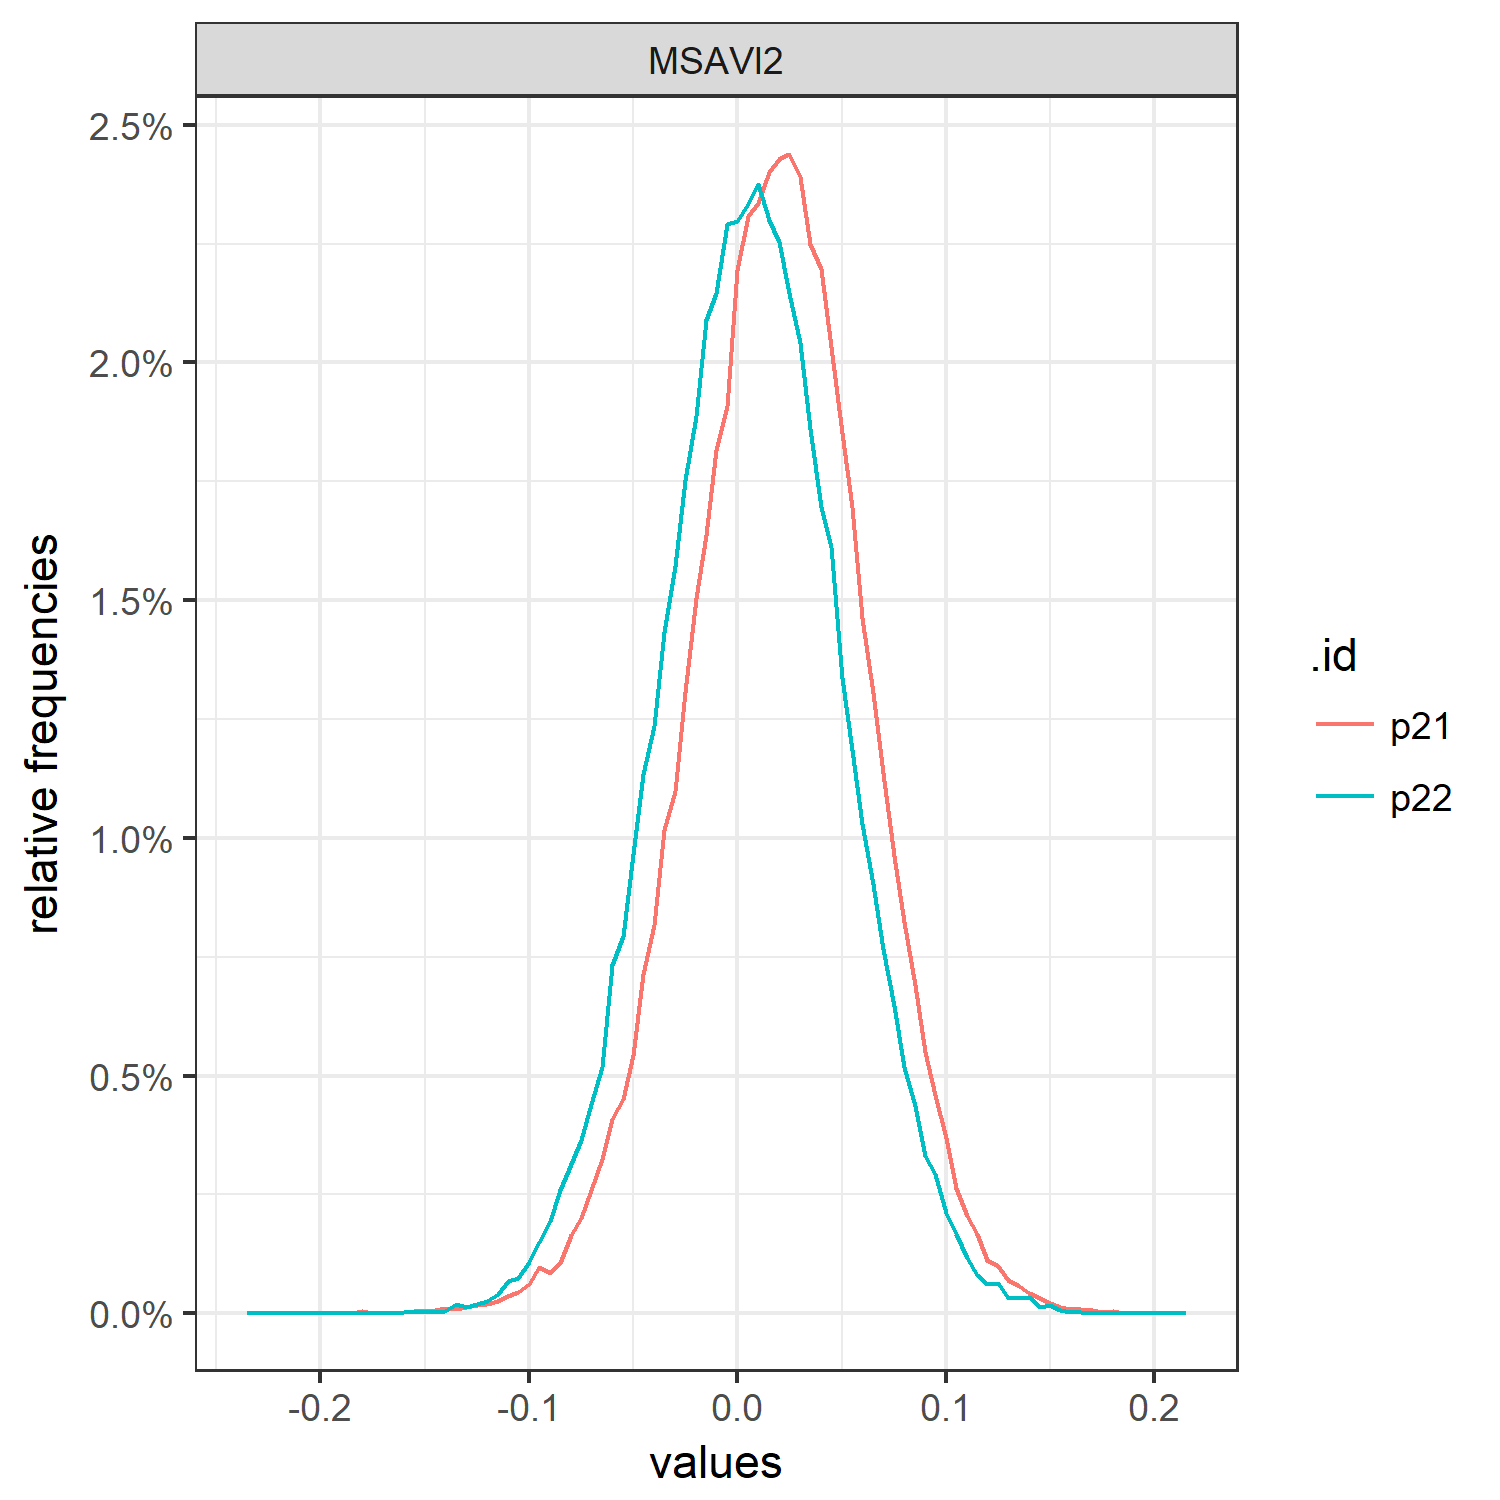 MSAVI2
2.5%
2.0%
1.5%
1.0%
0.5%
0.0%
relative frequencies
-0.2
-0.1
0.0
0.1
0.2
values
.id
p21
p22